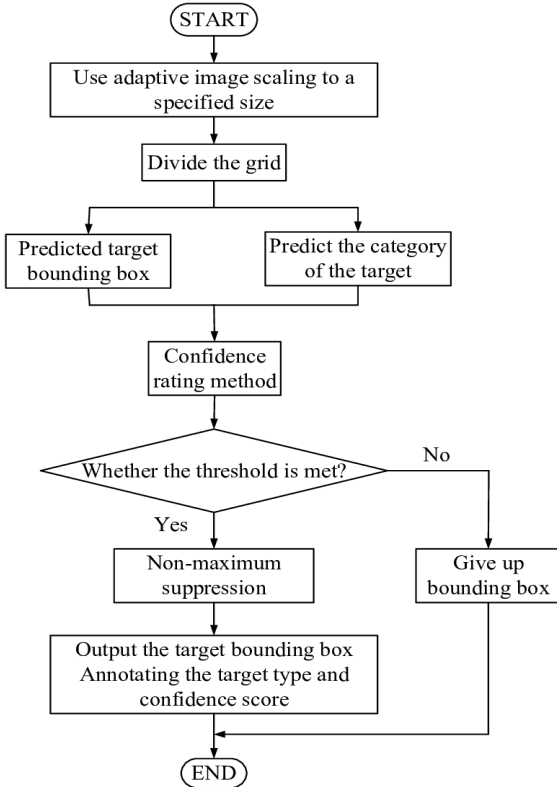 START
Use adaptive image scaling to a
specified size
Divide the grid
Predicted target
bounding box
Predict the category
of the target
Confidence
rating method
Whether the threshold is met?
No
Yes
Non-maximum
suppression
Give up
bounding box
Output the target bounding box
Annotating the target type and
confidence score
END